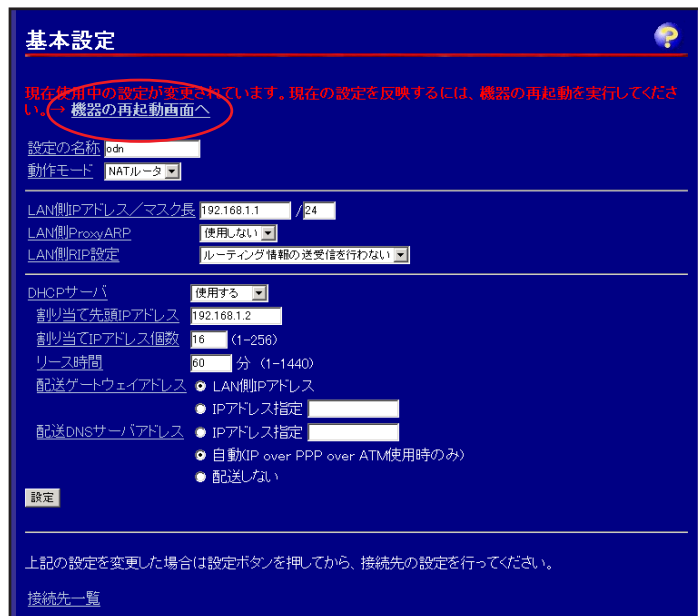 基本設定
現在使用中の設定が変更されています。現在の設定を反映するには、機器の再起動を実行してくださ
い。→ 機器の再起動画面へ
設定の名称 odn
動作モード NATルータ
LAN側IPアドレス／マスク長 192.168.1.1 /24
LAN側ProxyARP 使用しない
LAN側RIP設定 ルーティング情報の送受信を行わない
DHCPサーバ 使用する
割り当て先頭IPアドレス 192.168.1.2
割り当てIPアドレス個数 16 (1-256)
リース時間 60 分 (1-1440)
配送ゲートウェイアドレス LAN側IPアドレス
IPアドレス指定
配送DNSサーバアドレス IPアドレス指定
自動(IP over PPP over ATM使用時のみ)
配送しない
設定
上記の設定を変更した場合は設定ボタンを押してから、接続先の設定を行ってください。
接続先一覧